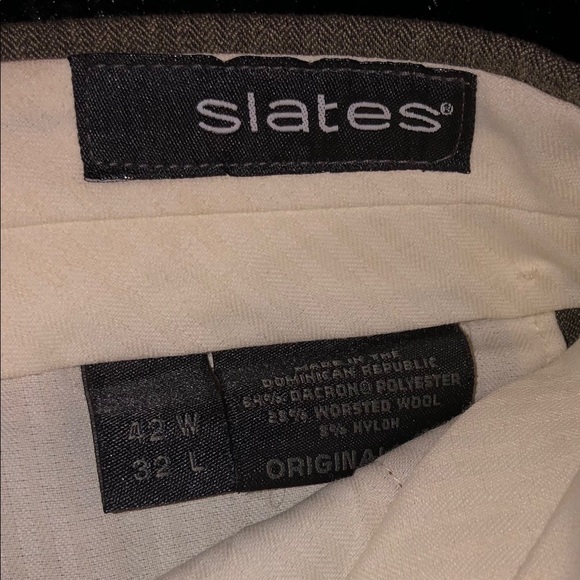 slates®
42 W
32 L
MADE IN THE
DOMINICAN REPUBLIC
DACRON® POLYESTER
WORSTED WOOL
NYLON
ORIGINAL